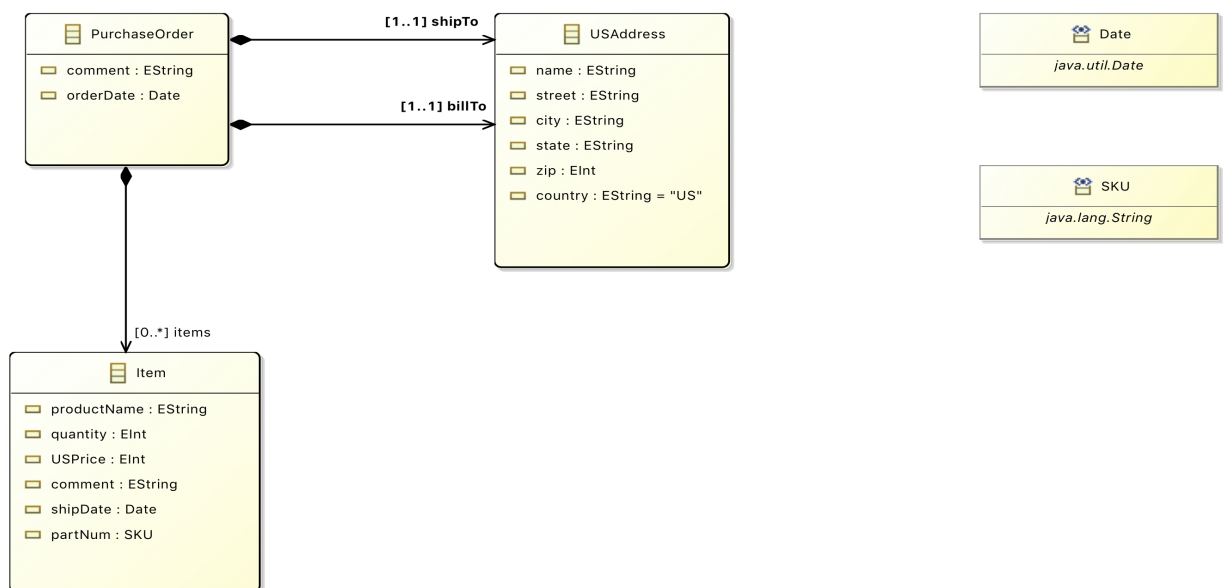 PurchaseOrder
comment : EString
orderDate : Date
[1..1] shipTo
[1..1] billTo
USAddress
name : EString
street : EString
city : EString
state : EString
zip : EInt
country : EString = "US"
Date
java.util.Date
SKU
java.lang.String
[0..*] items
Item
productName : EString
quantity : EInt
USPrice : EInt
comment : EString
shipDate : Date
partNum : SKU